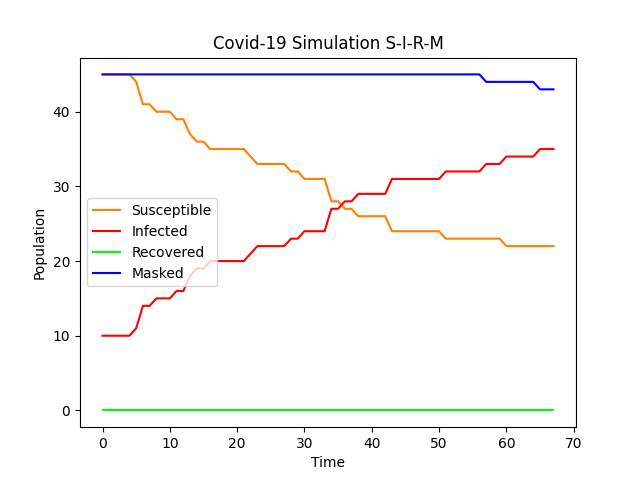 Covid-19 Simulation S-I-R-M
Population
40
30
20
10
0
Susceptible
Infected
Recovered
Masked
0 10 20 30 40 50 60 70
Time